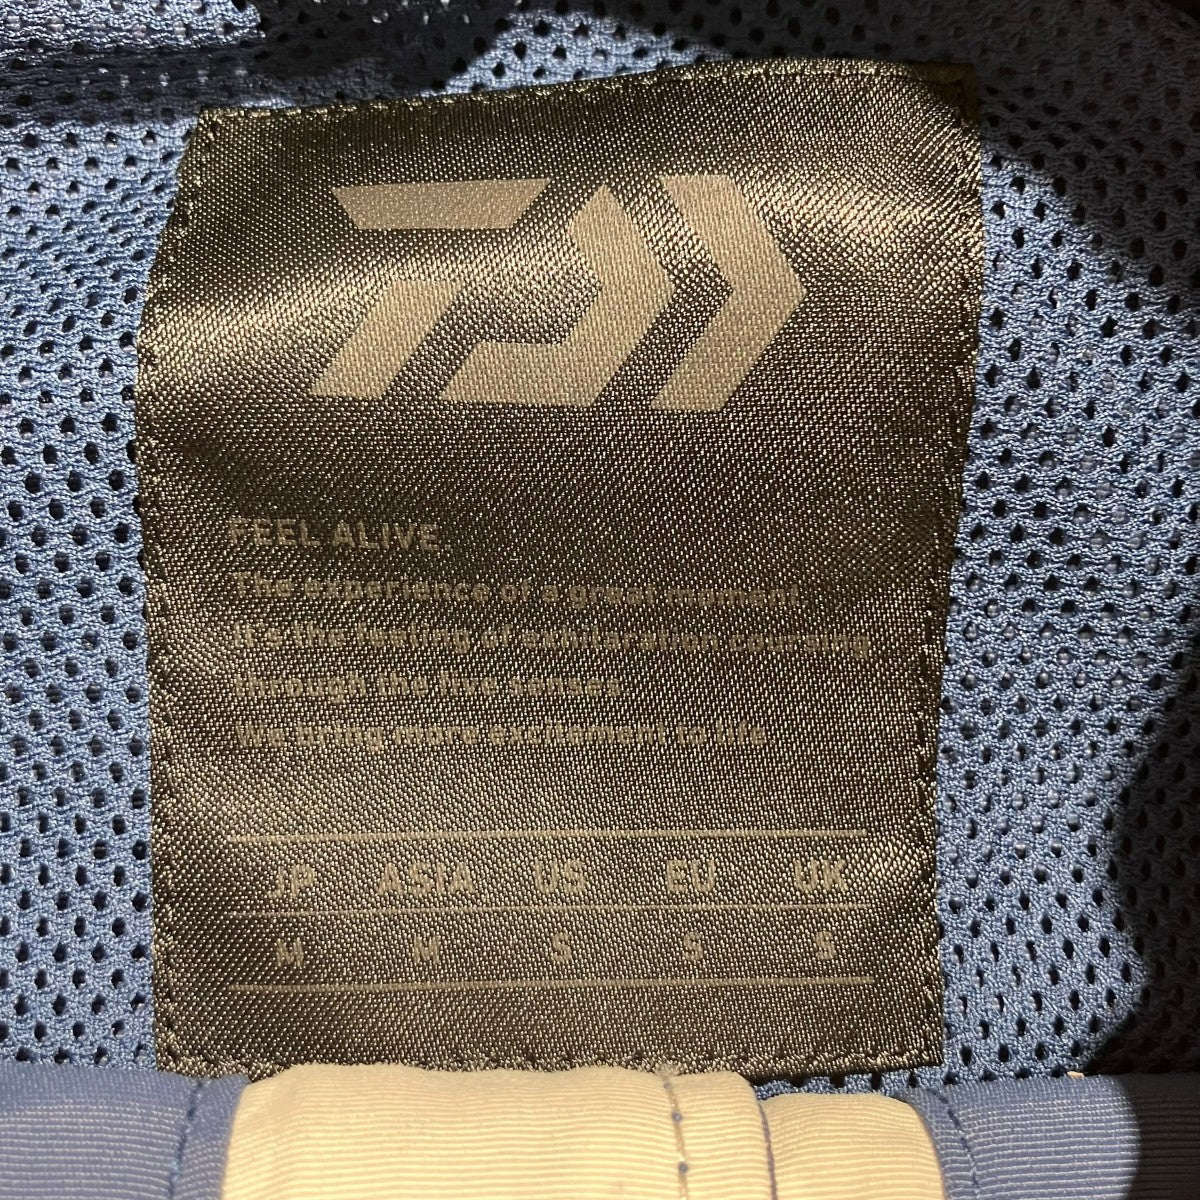 FEEL ALIVE.
The experience of a great moment.
It's the feeling of exhilaration coursing
through the five senses.
We bring more excitement to life.
JP ASIA US EU UK
M M S S S